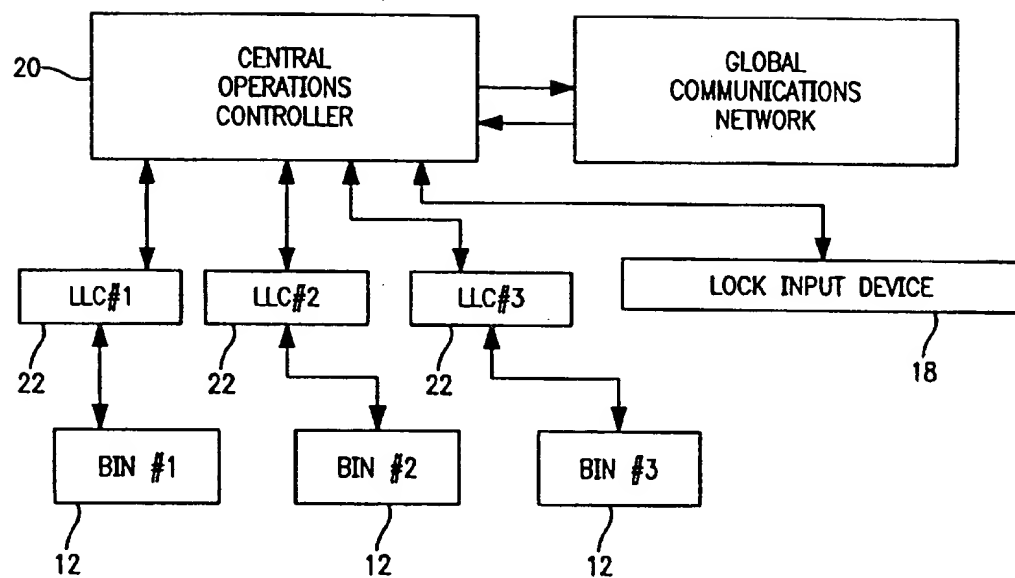 CENTRAL
OPERATIONS
CONTROLLER
GLOBAL
COMMUNICATIONS
NETWORK
20
LLC#1
LLC#2
LLC#3
LOCK INPUT DEVICE
22
22
22
18
BIN #1
BIN #2
BIN #3
12
12
12